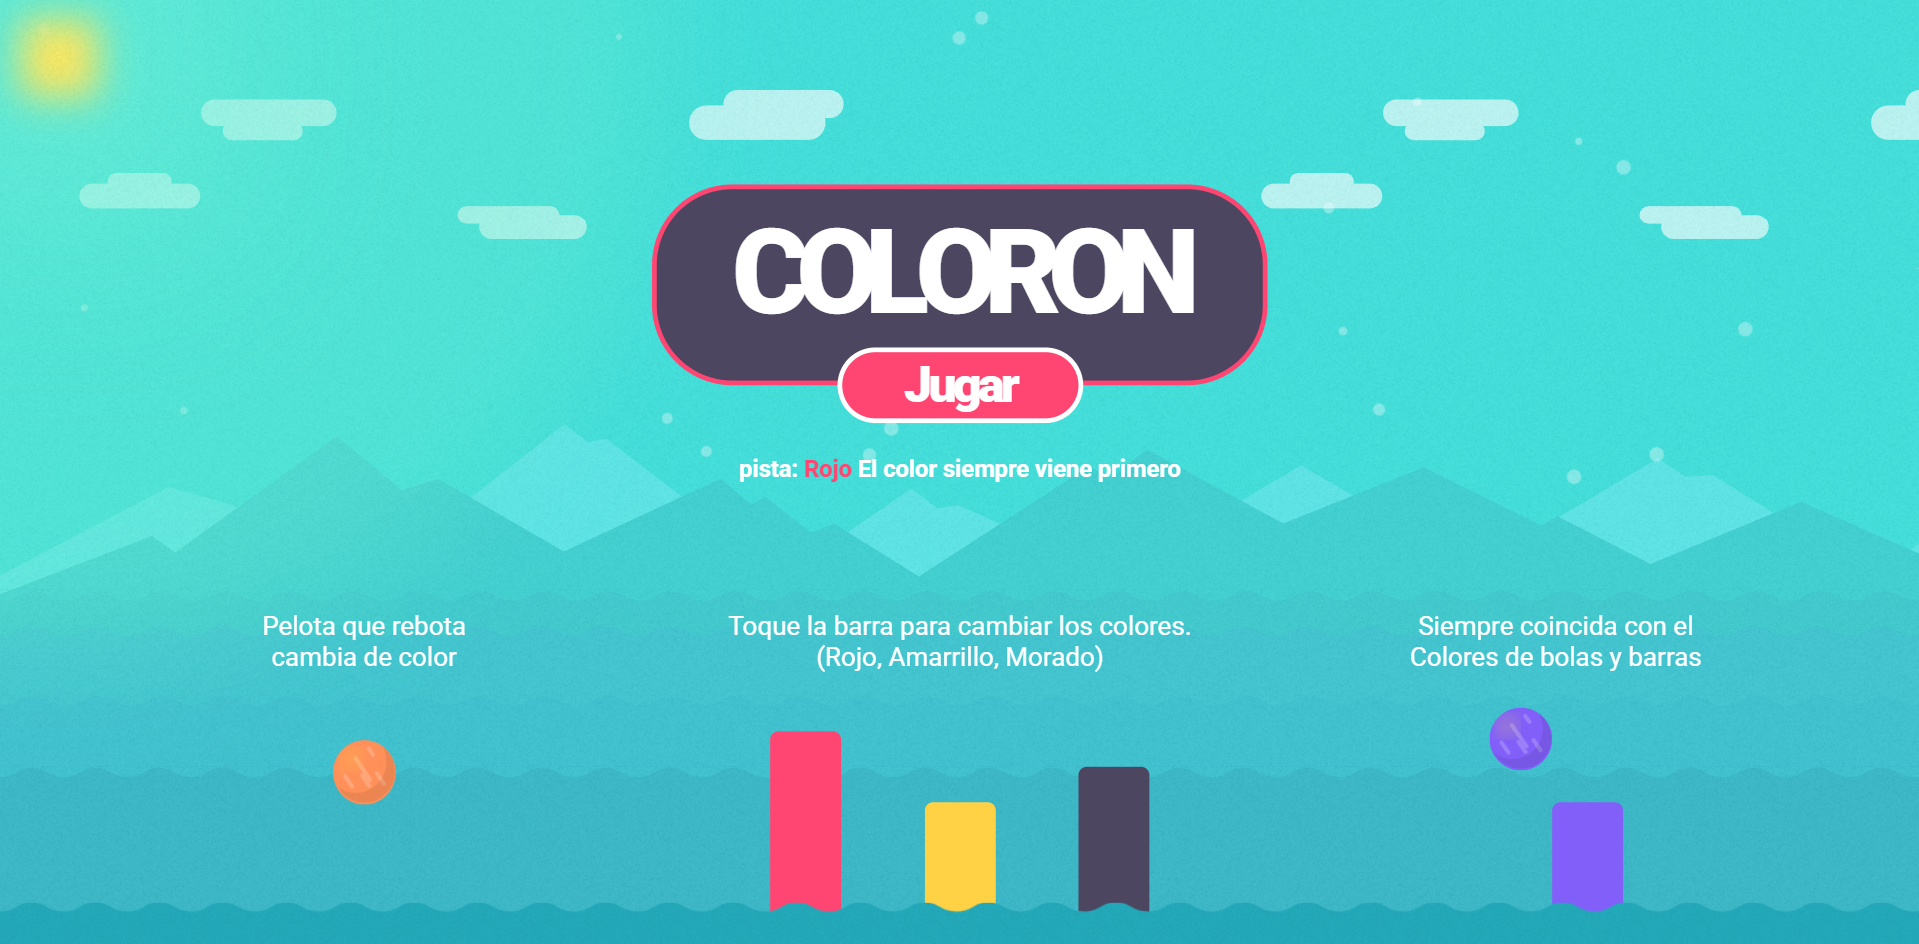 COLORON
Jugar
pista: Rojo El color siempre viene primero
Pelota que rebota
cambia de color
Toque la barra para cambiar los colores.
(Rojo, Amarrillo, Morado)
Siempre coincida con el
Colores de bolas y barras